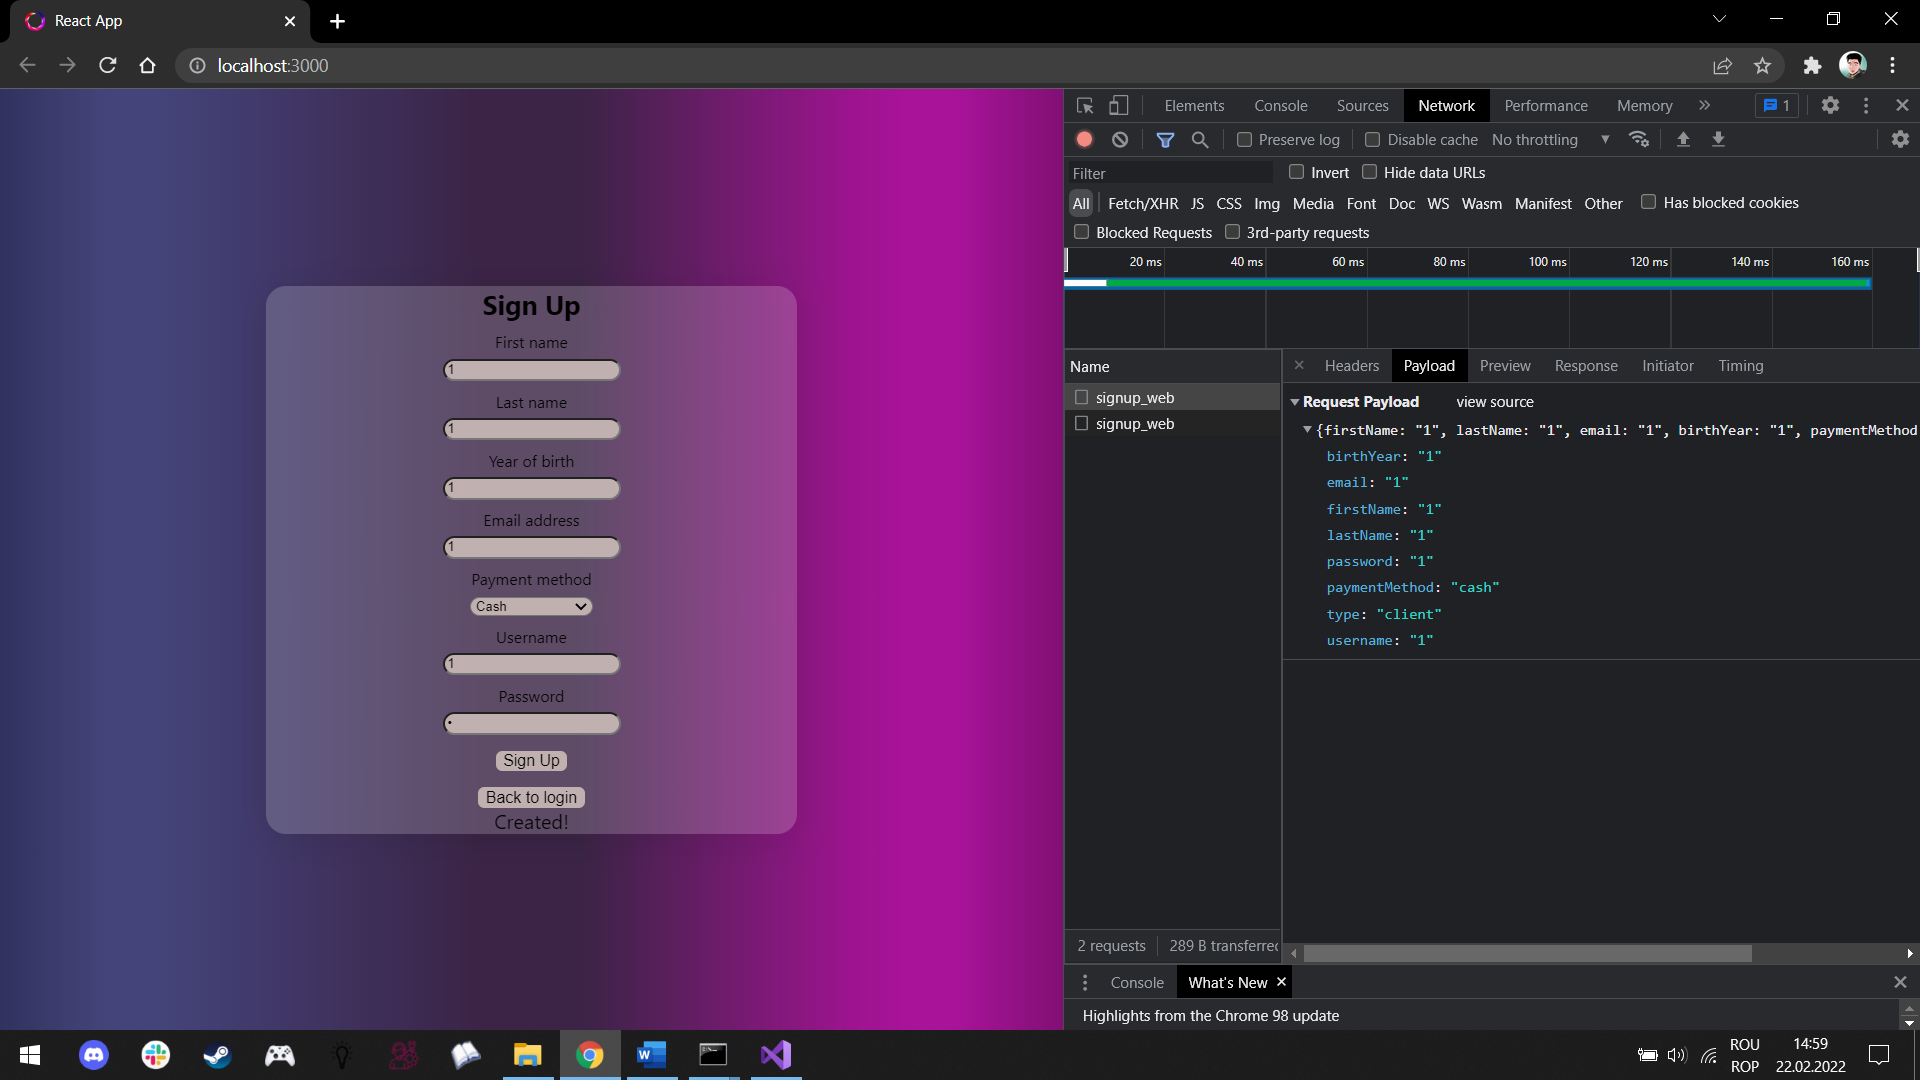 React App
localhost:3000
Sign Up
First name
1
Last name
1
Year of birth
1
Email address
1
Payment method
Cash
Username
1
Password
•
Sign Up
Back to login
Created!
Elements Console Sources Network Performance Memory » 1
Preserve log Disable cache No throttling
Filter Invert Hide data URLs
All Fetch/XHR JS CSS Img Media Font Doc WS Wasm Manifest Other Has blocked cookies
Blocked Requests 3rd-party requests
20 ms 40 ms 60 ms 80 ms 100 ms 120 ms 140 ms 160 ms
Name
signup_web
signup_web
2 requests 289 B transferred
Headers Payload Preview Response Initiator Timing
Request Payload view source
{firstName: "1", lastName: "1", email: "1", birthYear: "1", paymentMethod
birthYear: "1"
email: "1"
firstName: "1"
lastName: "1"
password: "1"
paymentMethod: "cash"
type: "client"
username: "1"
Console What's New
Highlights from the Chrome 98 update
ROU 14:59
ROP 22.02.2022